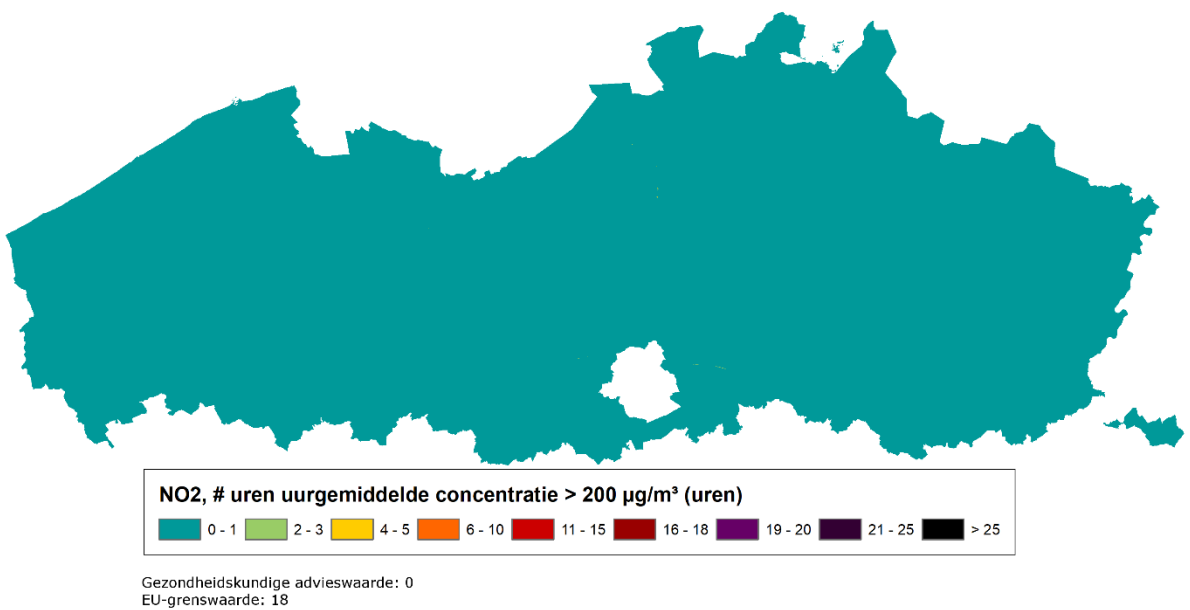 NO2, # uren uurgemiddelde concentratie > 200 µg/m³ (uren)
0 - 1 2 - 3 4 - 5 6 - 10 11 - 15 16 - 18 19 - 20 21 - 25 > 25
Gezondheidskundige advieswaarde: 0
EU-grenswaarde: 18